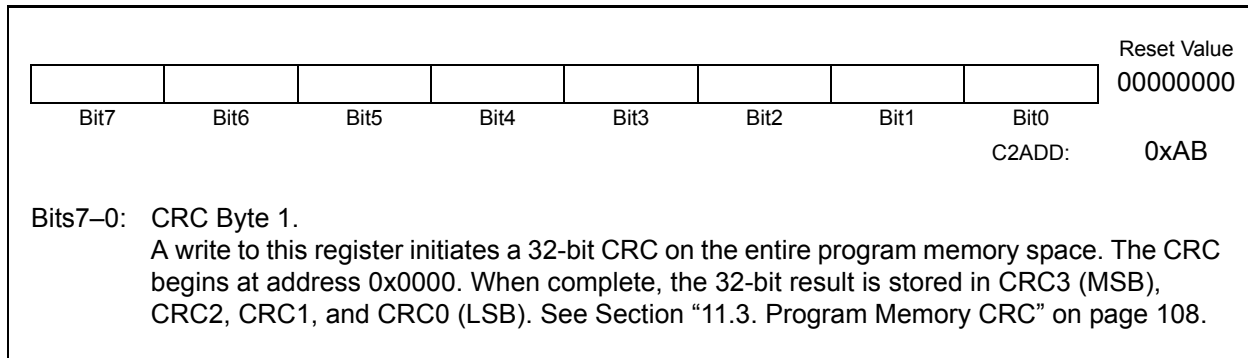 Reset Value
00000000
Bit7 Bit6 Bit5 Bit4 Bit3 Bit2 Bit1 Bit0
C2ADD: 0xAB
Bits7–0: CRC Byte 1.
A write to this register initiates a 32-bit CRC on the entire program memory space. The CRC
begins at address 0x0000. When complete, the 32-bit result is stored in CRC3 (MSB),
CRC2, CRC1, and CRC0 (LSB). See Section “11.3. Program Memory CRC” on page 108.